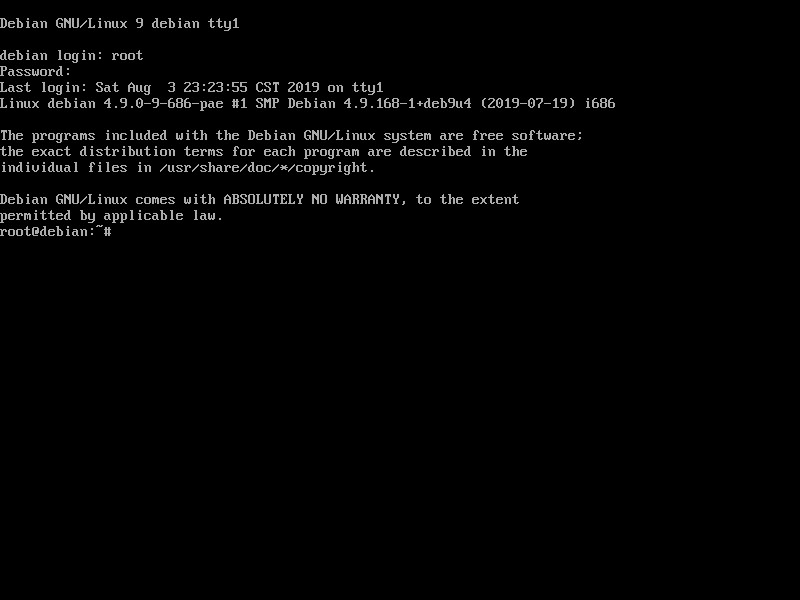 Debian GNU/Linux 9 debian tty1
debian login: root
Password:
Last login: Sat Aug  3 23:23:55 CST 2019 on tty1
Linux debian 4.9.0-9-686-pae #1 SMP Debian 4.9.168-1+deb9u4 (2019-07-19) i686
The programs included with the Debian GNU/Linux system are free software;
the exact distribution terms for each program are described in the
individual files in /usr/share/doc/*/copyright.
Debian GNU/Linux comes with ABSOLUTELY NO WARRANTY, to the extent
permitted by applicable law.
root@debian:~#